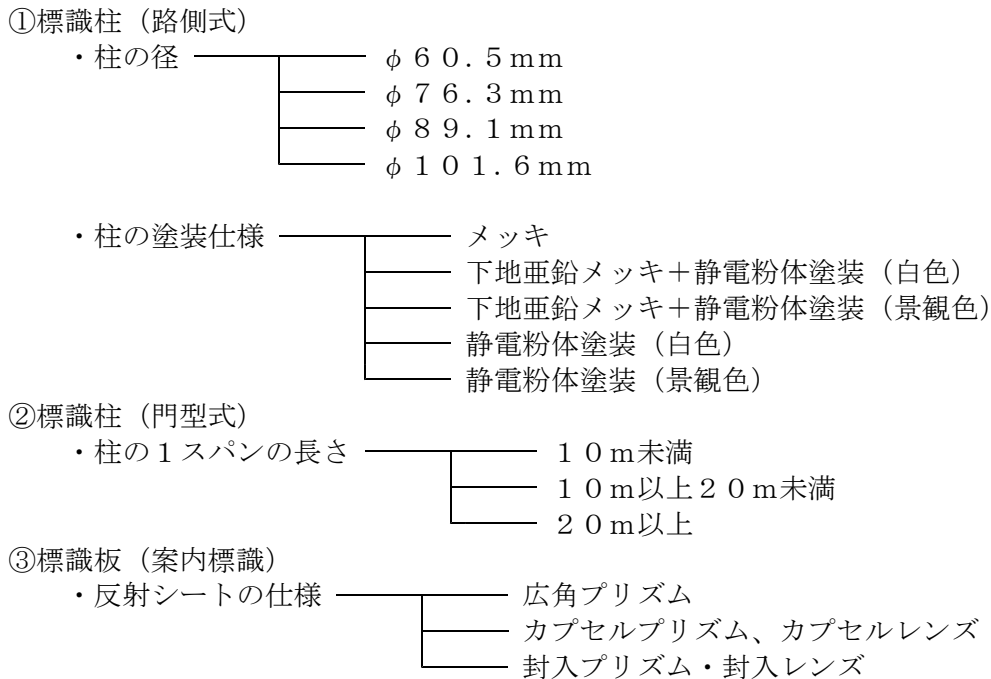 ①標識柱（路側式）
・柱の径 φ６０.５mm
φ７６.３mm
φ８９.１mm
φ１０１.６mm
・柱の塗装仕様 メッキ
下地亜鉛メッキ＋静電粉体塗装（白色）
下地亜鉛メッキ＋静電粉体塗装（景観色）
静電粉体塗装（白色）
静電粉体塗装（景観色）
②標識柱（門型式）
・柱の１スパンの長さ １０m未満
１０m以上２０m未満
２０m以上
③標識板（案内標識）
・反射シートの仕様 広角プリズム
カプセルプリズム、カプセルレンズ
封入プリズム・封入レンズ